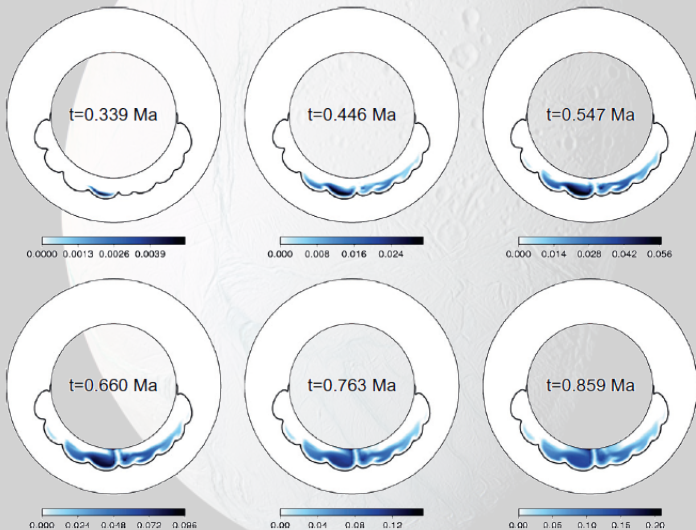 t=0.339 Ma
t=0.446 Ma
t=0.547 Ma
0.0000 0.0013 0.0026 0.0039
0.000 0.008 0.016 0.024
0.000 0.014 0.028 0.042 0.056
t=0.660 Ma
t=0.763 Ma
t=0.859 Ma
0.000 0.024 0.048 0.072 0.096
0.00 0.04 0.08 0.12
0.00 0.05 0.10 0.15 0.20